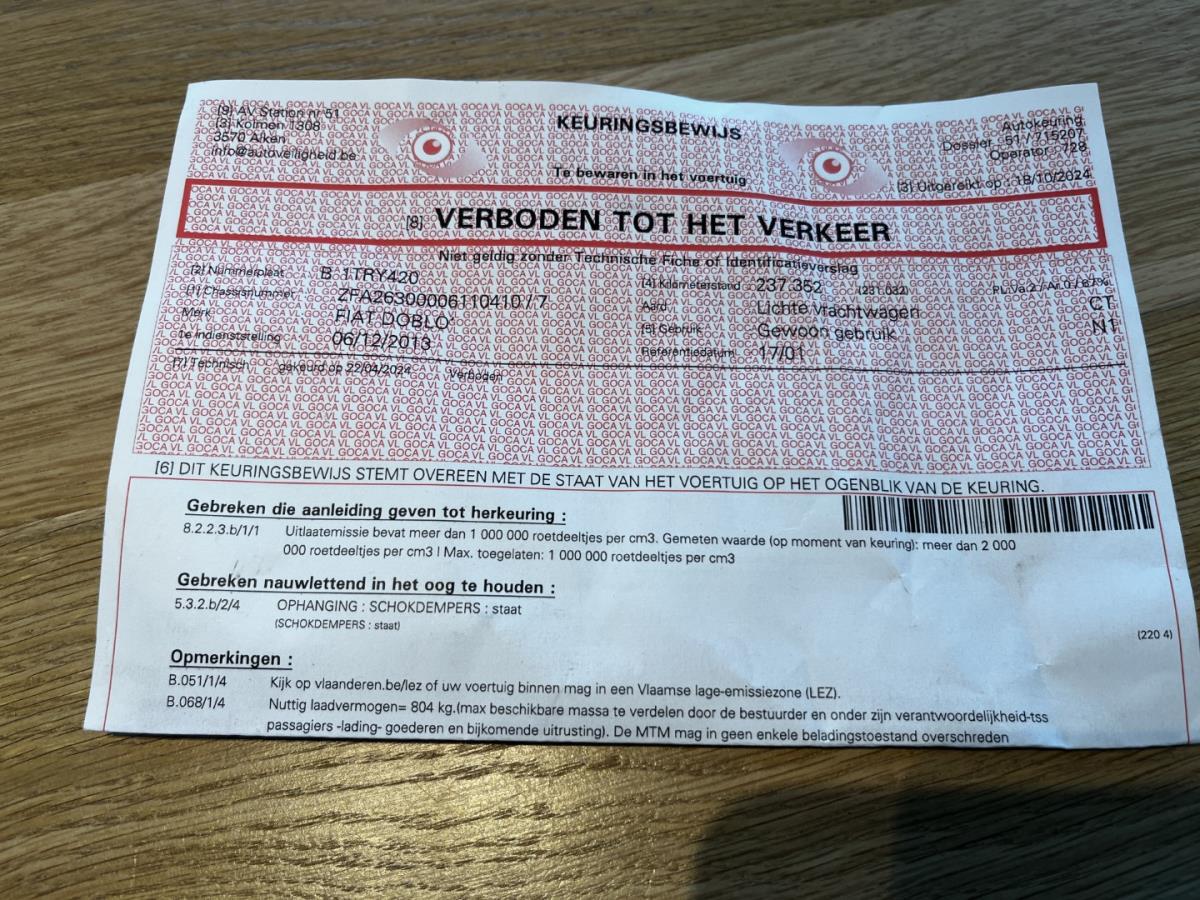 [9] AV Station nr 51
[3] Kolmen 1308
3570 Alken
info@autoveiligheid.be
KEURINGSBEWIJS
Te bewaren in het voertuig
Autokeuring
Dossier : 51/715207
Operator : 728
[3] Uitgereikt op : 18/10/2024
[8] VERBODEN TOT HET VERKEER
Niet geldig zonder Technische Fiche of Identificatieverslag
[2] Nummerplaat B: 1TRY420
[1] Chassisnummer ZFA26300006110410 / 7
Merk FIAT DOBLO
1e Indienststelling 06/12/2013
[4] Kilometerstand : 237.352 (231.032)
Aard Lichte vrachtwagen CT
[5] Gebruik Gewoon gebruik N1
Referentiedatum 17/01
[7] Technisch gekeurd op 22/04/2024 Verboden
[6] DIT KEURINGSBEWIJS STEMT OVEREEN MET DE STAAT VAN HET VOERTUIG OP HET OGENBLIK VAN DE KEURING.
Gebreken die aanleiding geven tot herkeuring :
8.2.2.3.b/1/1 Uitlaatemissie bevat meer dan 1 000 000 roetdeeltjes per cm3. Gemeten waarde (op moment van keuring): meer dan 2 000
000 roetdeeltjes per cm3 | Max. toegelaten: 1 000 000 roetdeeltjes per cm3
Gebreken nauwlettend in het oog te houden :
5.3.2.b/2/4 OPHANGING : SCHOKDEMPERS : staat
(SCHOKDEMPERS : staat)
(220 4)
Opmerkingen :
B.051/1/4 Kijk op vlaanderen.be/lez of uw voertuig binnen mag in een Vlaamse lage-emissiezone (LEZ).
B.068/1/4 Nuttig laadvermogen= 804 kg.(max beschikbare massa te verdelen door de bestuurder en onder zijn verantwoordelijkheid-tss
passagiers -lading- goederen en bijkomende uitrusting). De MTM mag in geen enkele beladingstoestand overschreden